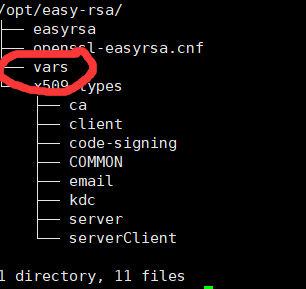 /opt/easy-rsa/
├── easyrsa
├── openssl-easyrsa.cnf
├── vars
└── x509-types
    ├── ca
    ├── client
    ├── code-signing
    ├── COMMON
    ├── email
    ├── kdc
    ├── server
    └── serverClient
1 directory, 11 files